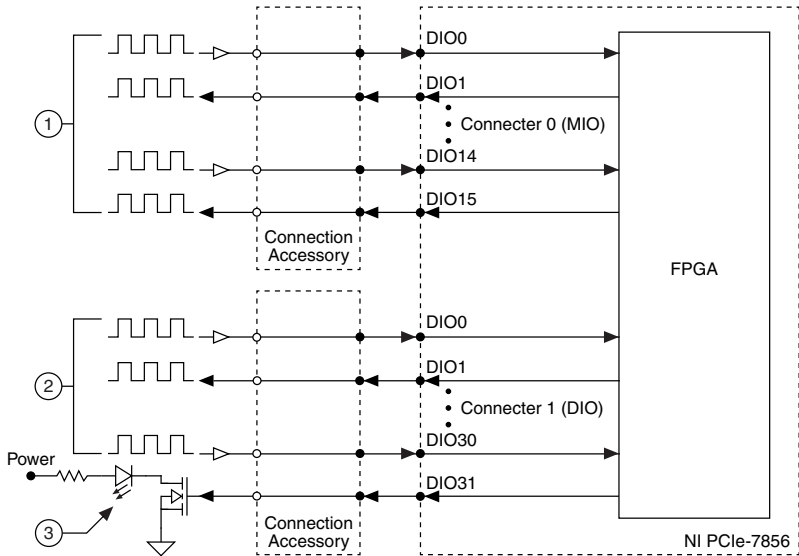 DIO0
DIO1
1
Connecter 0 (MIO)
DIO14
DIO15
Connection
Accessory
FPGA
DIO0
DIO1
2
Connecter 1 (DIO)
DIO30
Power
DIO31
3
Connection
Accessory
NI PCIe-7856